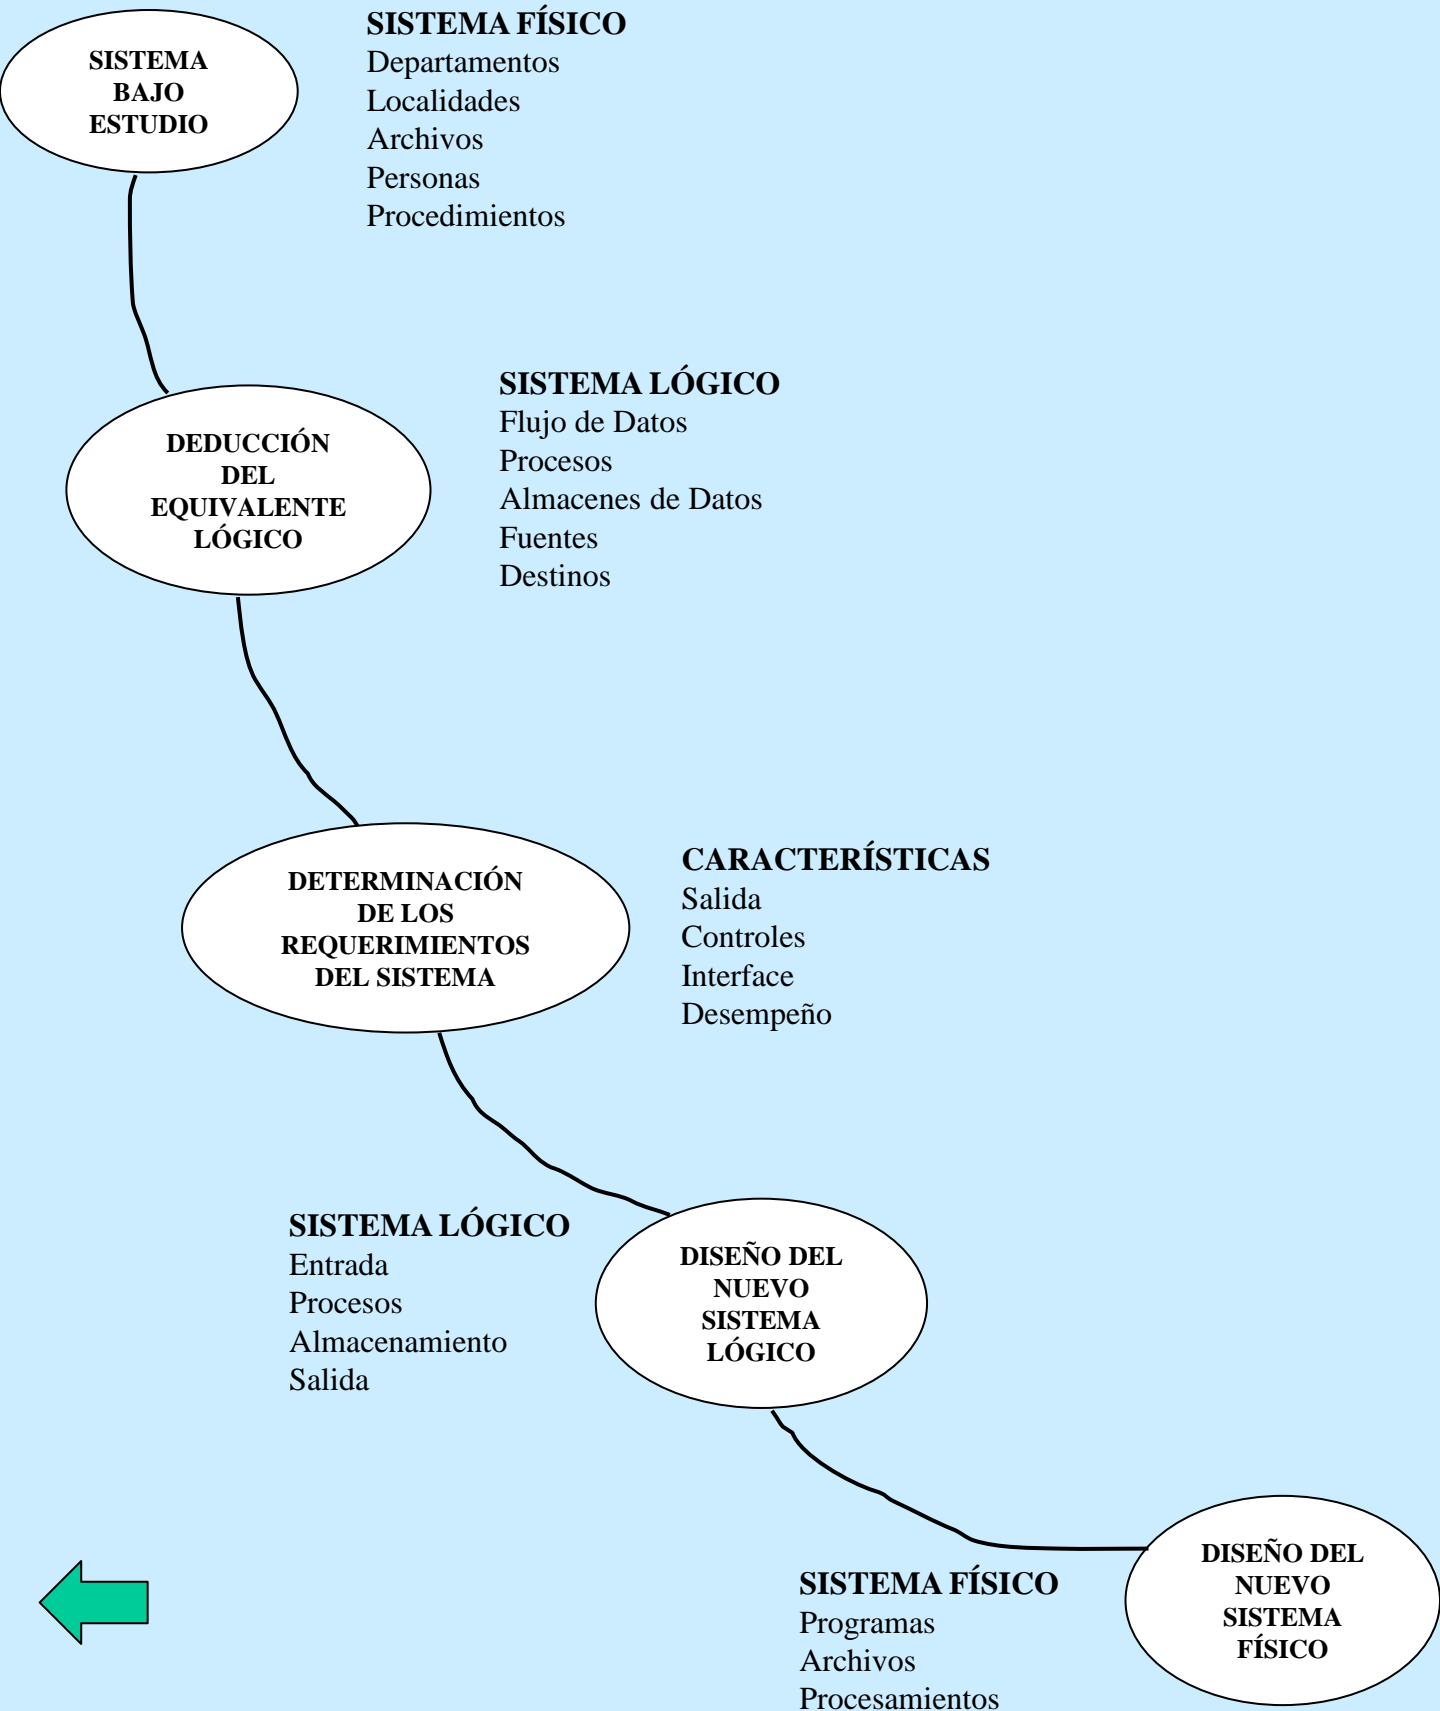 SISTEMA
BAJO
ESTUDIO
SISTEMA FÍSICO
Departamentos
Localidades
Archivos
Personas
Procedimientos
DEDUCCIÓN
DEL
EQUIVALENTE
LÓGICO
SISTEMA LÓGICO
Flujo de Datos
Procesos
Almacenes de Datos
Fuentes
Destinos
DETERMINACIÓN
DE LOS
REQUERIMIENTOS
DEL SISTEMA
CARACTERÍSTICAS
Salida
Controles
Interface
Desempeño
SISTEMA LÓGICO
Entrada
Procesos
Almacenamiento
Salida
DISEÑO DEL
NUEVO
SISTEMA
LÓGICO
SISTEMA FÍSICO
Programas
Archivos
Procesamientos
DISEÑO DEL
NUEVO
SISTEMA
FÍSICO